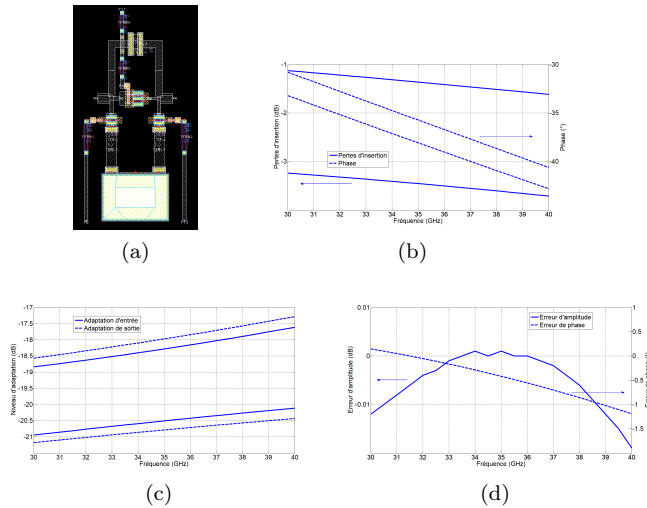 (a)
-1
-2
-3
-30
-35
-40
Pertes d'insertion (dB)
Phase (°)
Pertes d'insertion
Phase
30 31 32 33 34 35 36 37 38 39 40
Fréquence (GHz)
(b)
-17
-17.5
-18
-18.5
-19
-19.5
-20
-20.5
-21
Niveau d'adaptation (dB)
Adaptation d'entrée
Adaptation de sortie
30 31 32 33 34 35 36 37 38 39 40
Fréquence (GHz)
(c)
0.01
0
-0.01
1
0.5
0
-0.5
-1
-1.5
Erreur d'amplitude (dB)
Erreur de phase (°)
Erreur d'amplitude
Erreur de phase
30 31 32 33 34 35 36 37 38 39 40
Fréquence (GHz)
(d)